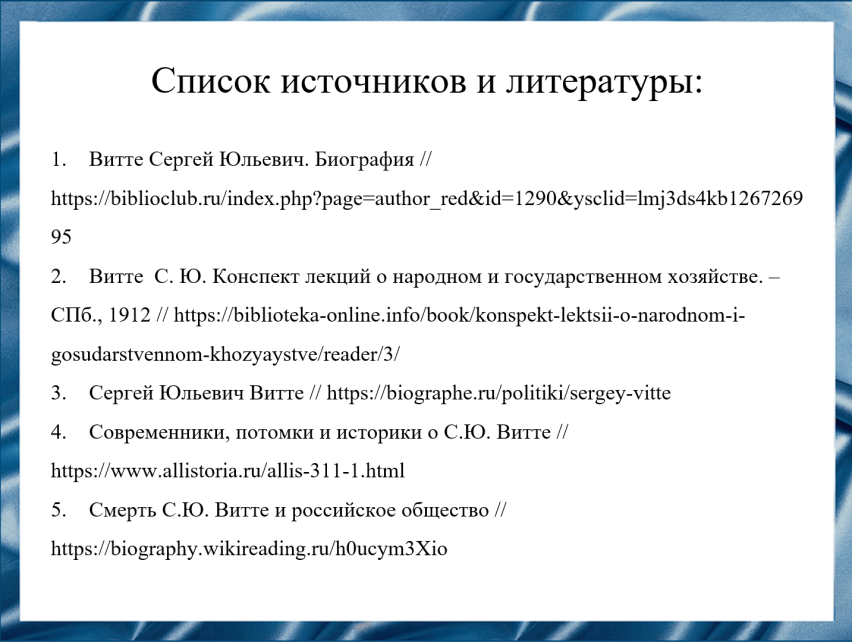 Список источников и литературы:
1. Витте Сергей Юльевич. Биография //
https://biblioclub.ru/index.php?page=author_red&id=1290&ysclid=lmj3ds4kb1267269
95
2. Витте С. Ю. Конспект лекций о народном и государственном хозяйстве. –
СПб., 1912 // https://biblioteka-online.info/book/konspekt-lektsii-o-narodnom-i-
gosudarstvennom-khozyaystve/reader/3/
3. Сергей Юльевич Витте // https://biographe.ru/politiki/sergey-vitte
4. Современники, потомки и историки о С.Ю. Витте //
https://www.allistoria.ru/allis-311-1.html
5. Смерть С.Ю. Витте и российское общество //
https://biography.wikireading.ru/h0ucym3Xio